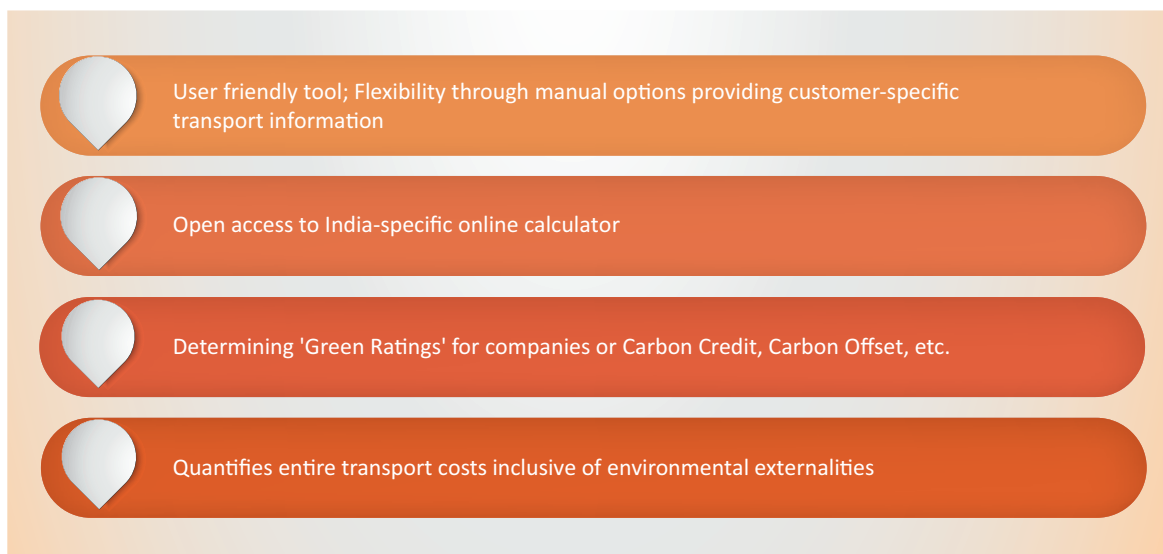 User friendly tool; Flexibility through manual options providing customer-specific
transport information
Open access to India-specific online calculator
Determining 'Green Ratings' for companies or Carbon Credit, Carbon Offset, etc.
Quantifies entire transport costs inclusive of environmental externalities